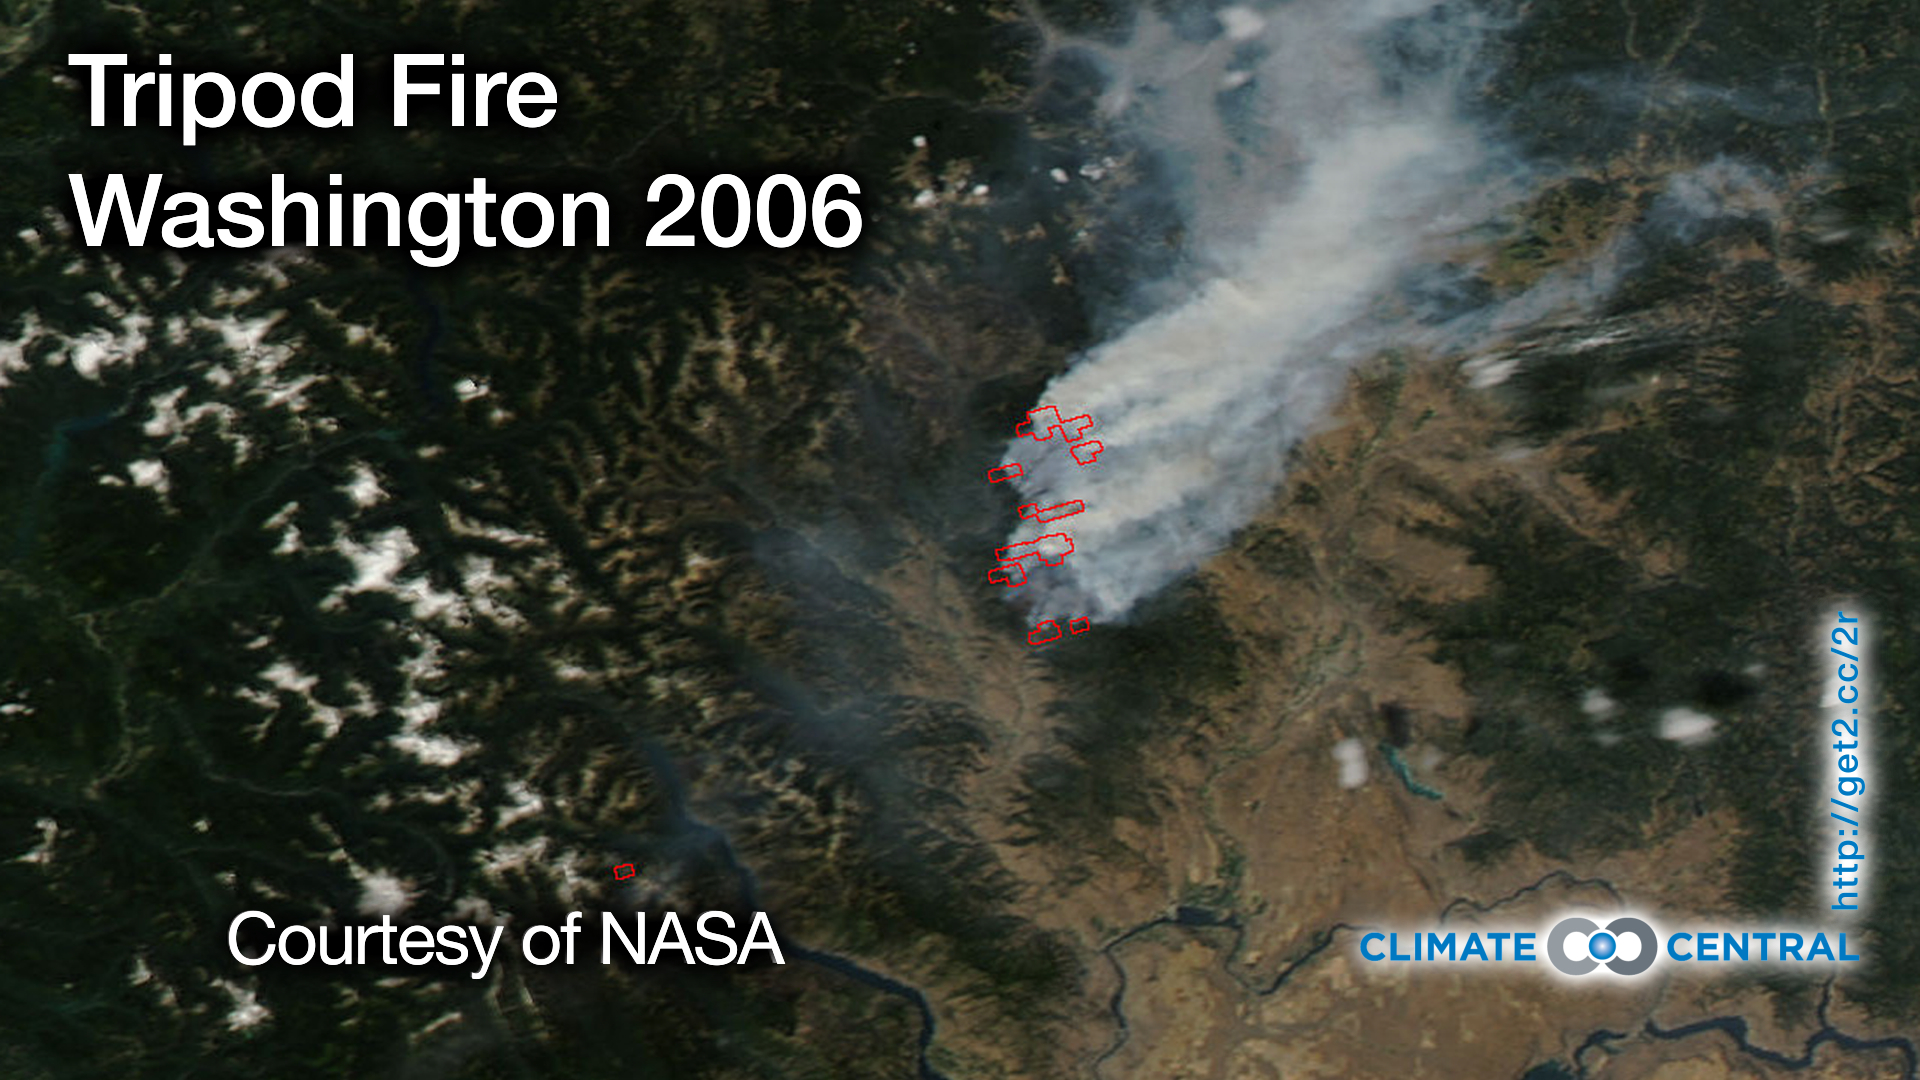 Tripod Fire
Washington 2006
Courtesy of NASA
CLIMATE CENTRAL
http://get2.cc/2r